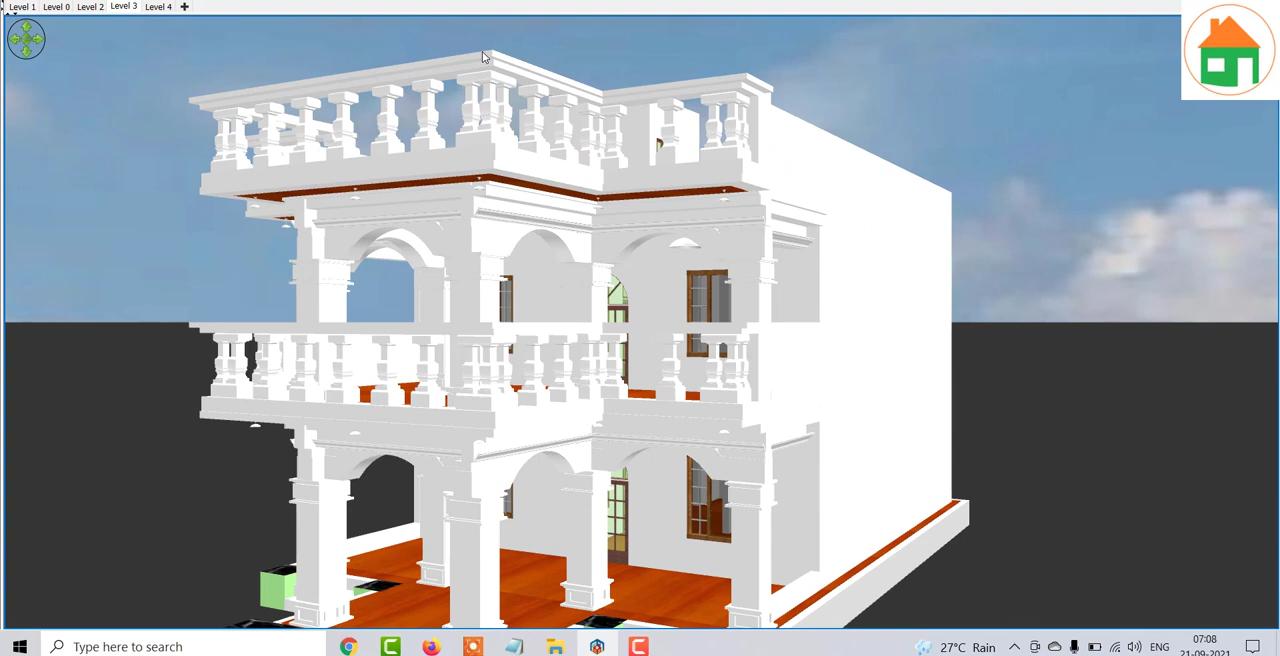 Level 1 Level 0 Level 2 Level 3 Level 4
Type here to search
27°C Rain
ENG
07:08
21-09-2021